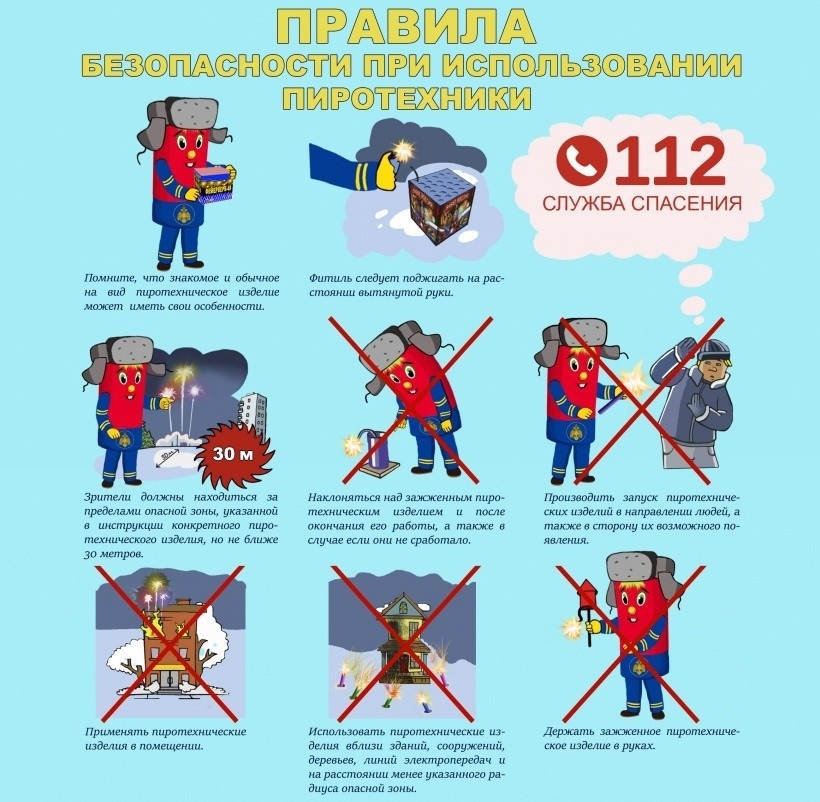 ПРАВИЛА
БЕЗОПАСНОСТИ ПРИ ИСПОЛЬЗОВАНИИ
ПИРОТЕХНИКИ
ФЕЙЕРВЕРК
112
СЛУЖБА СПАСЕНИЯ
Помните, что знакомое и обычное
на вид пиротехническое изделие
может иметь свои особенности.
Фитиль следует поджигать на рас-
стоянии вытянутой руки.
30 м
30м
Зрители должны находиться за
пределами опасной зоны, указанной
в инструкции конкретного пиро-
технического изделия, но не ближе
30 метров.
Наклоняться над зажженным пиро-
техническим изделием и после
окончания его работы, а также в
случае если они не сработало.
Производить запуск пиротехниче-
ских изделий в направлении людей, а
также в сторону их возможного по-
явления.
Применять пиротехнические
изделия в помещении.
Использовать пиротехнические из-
делия вблизи зданий, сооружений,
деревьев, линий электропередач и
на расстоянии менее указанного ра-
диуса опасной зоны.
Держать зажженное пиротехниче-
ское изделие в руках.